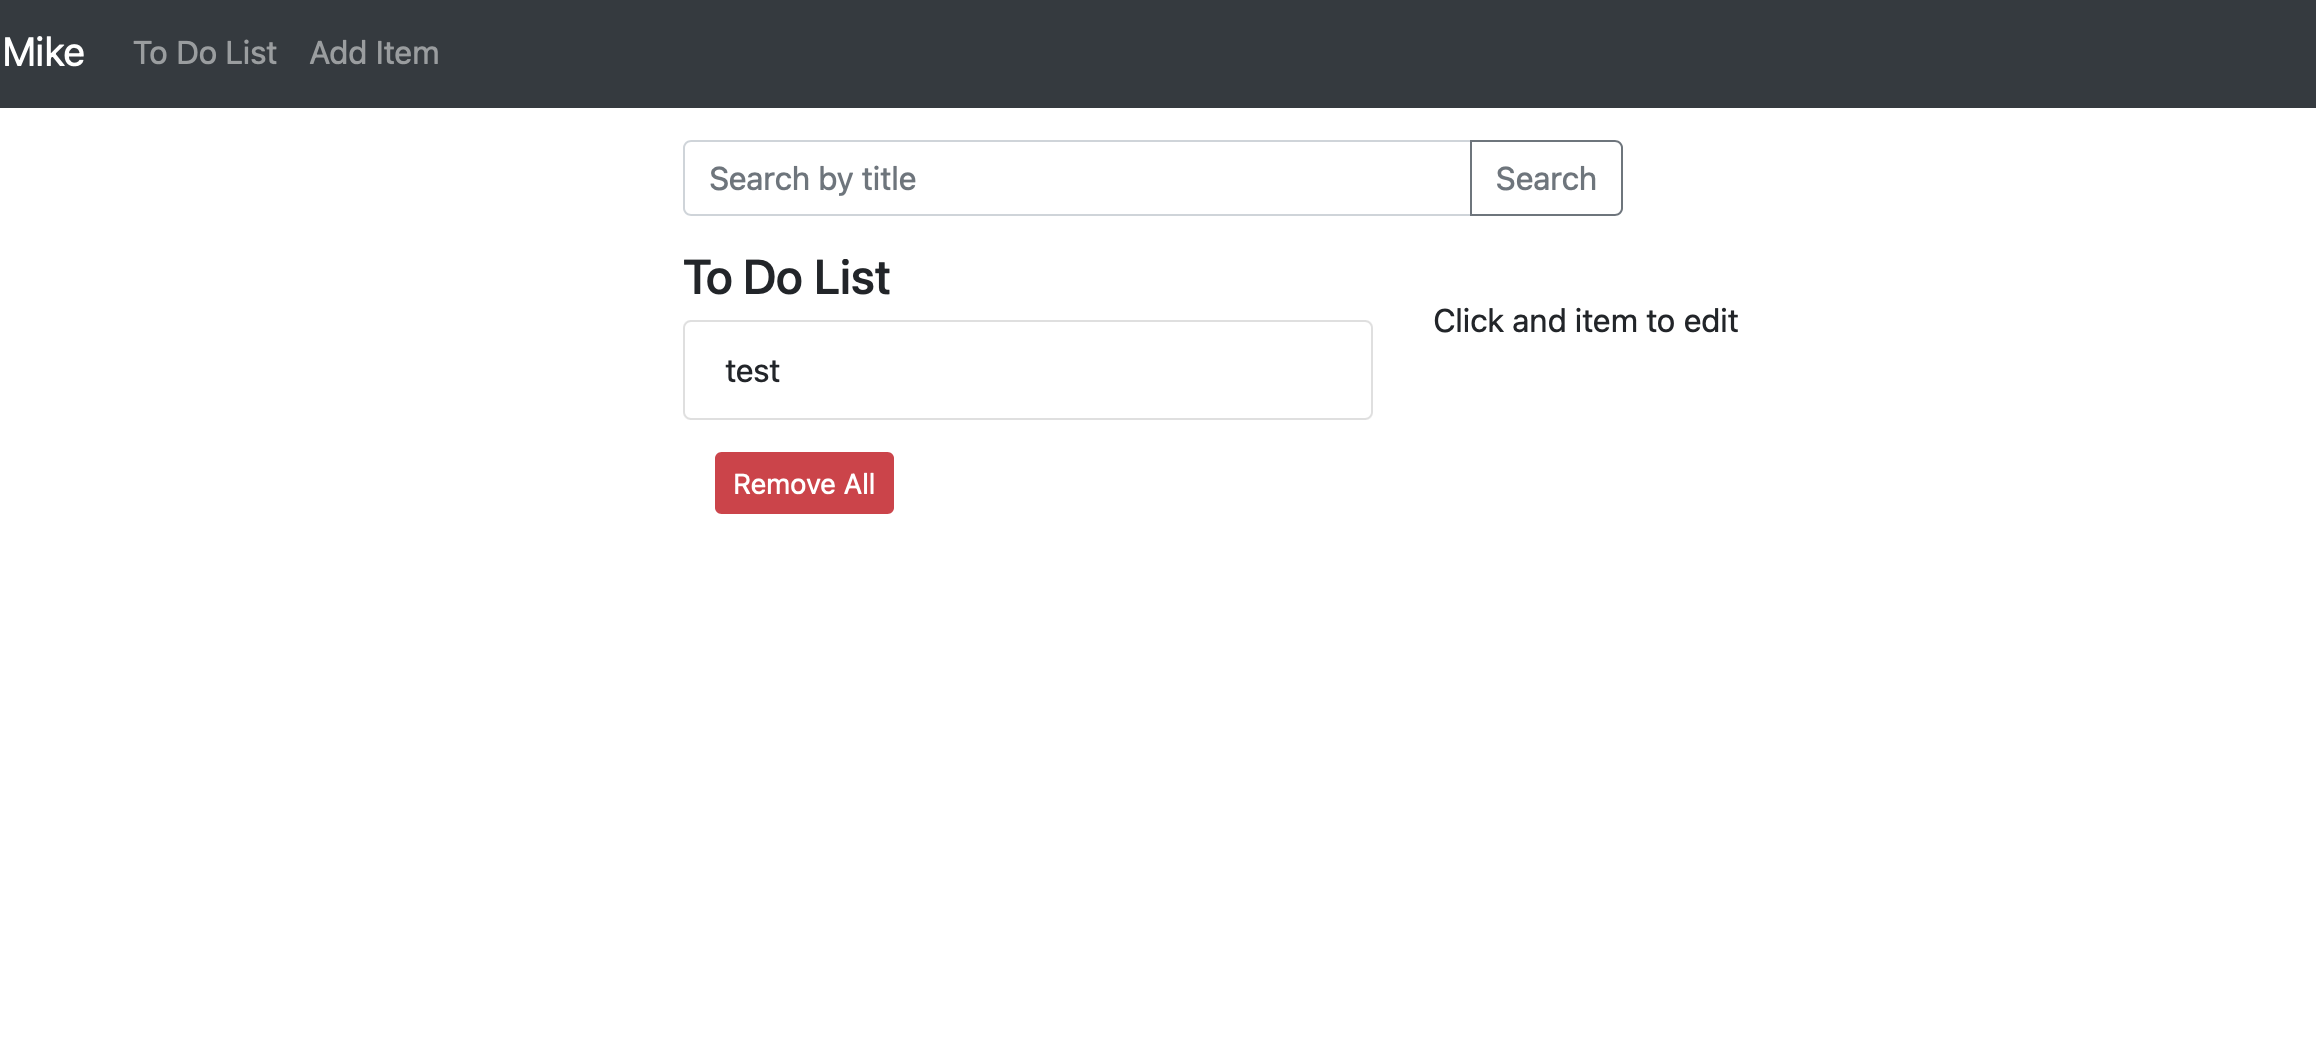 Mike To Do List Add Item
Search by title Search
To Do List
Click and item to edit
test
Remove All